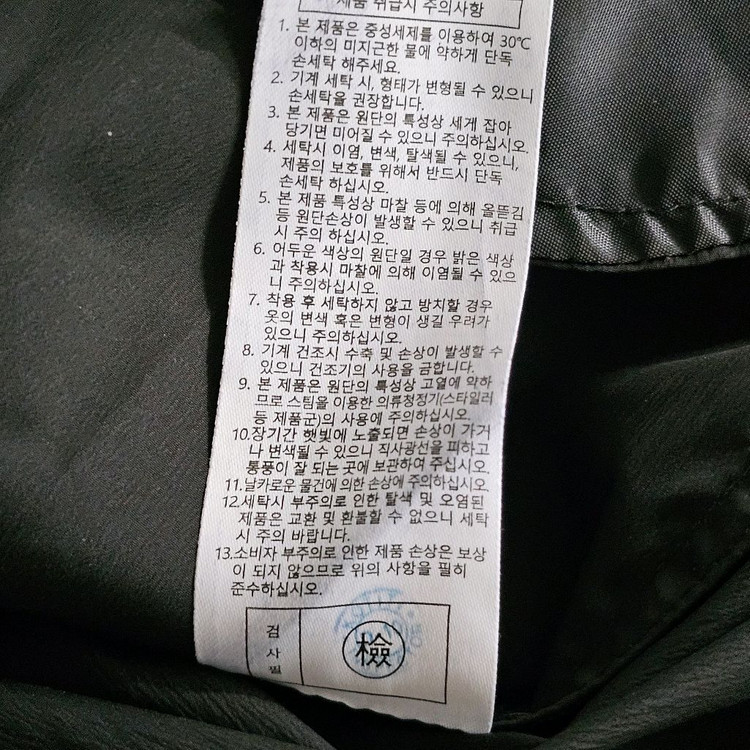 제품 취급시 주의사항
1. 본 제품은 중성세제를 이용하여 30℃
이하의 미지근한 물에 약하게 단독
손세탁 해주세요.
2. 기계 세탁 시, 형태가 변형될 수 있으니
손세탁을 권장합니다.
3. 본 제품은 원단의 특성상 세게 잡아
당기면 미어질 수 있으니 주의하십시오.
4. 세탁시 이염, 변색, 탈색될 수 있으니,
제품의 보호를 위해서 반드시 단독
손세탁 하십시오.
5. 본 제품 특성상 마찰 등에 의해 올뜯김
등 원단손상이 발생할 수 있으니 취급
시 주의 하십시오.
6. 어두운 색상의 원단일 경우 밝은 색상
과 착용시 마찰에 의해 이염될 수 있으
니 주의하십시오.
7. 착용 후 세탁하지 않고 방치할 경우
옷의 변색 혹은 변형이 생길 우려가
있으니 주의하십시오.
8. 기계 건조시 수축 및 손상이 발생할 수
있으니 건조기의 사용을 금합니다.
9. 본 제품은 원단의 특성상 고열에 약하
므로 스팀을 이용한 의류청정기(스타일러
등 제품군)의 사용에 주의하십시오.
10.장기간 햇빛에 노출되면 손상이 가거
나 변색될 수 있으니 직사광선을 피하고
통풍이 잘 되는 곳에 보관하여 주십시오.
11.날카로운 물건에 의한 손상에 주의하십시오.
12.세탁시 부주의로 인한 탈색 및 오염된
제품은 교환 및 환불할 수 없으니 세탁
시 주의 바랍니다.
13.소비자 부주의로 인한 제품 손상은 보상
이 되지 않으므로 위의 사항을 필히
준수하십시오.
검사필
檢